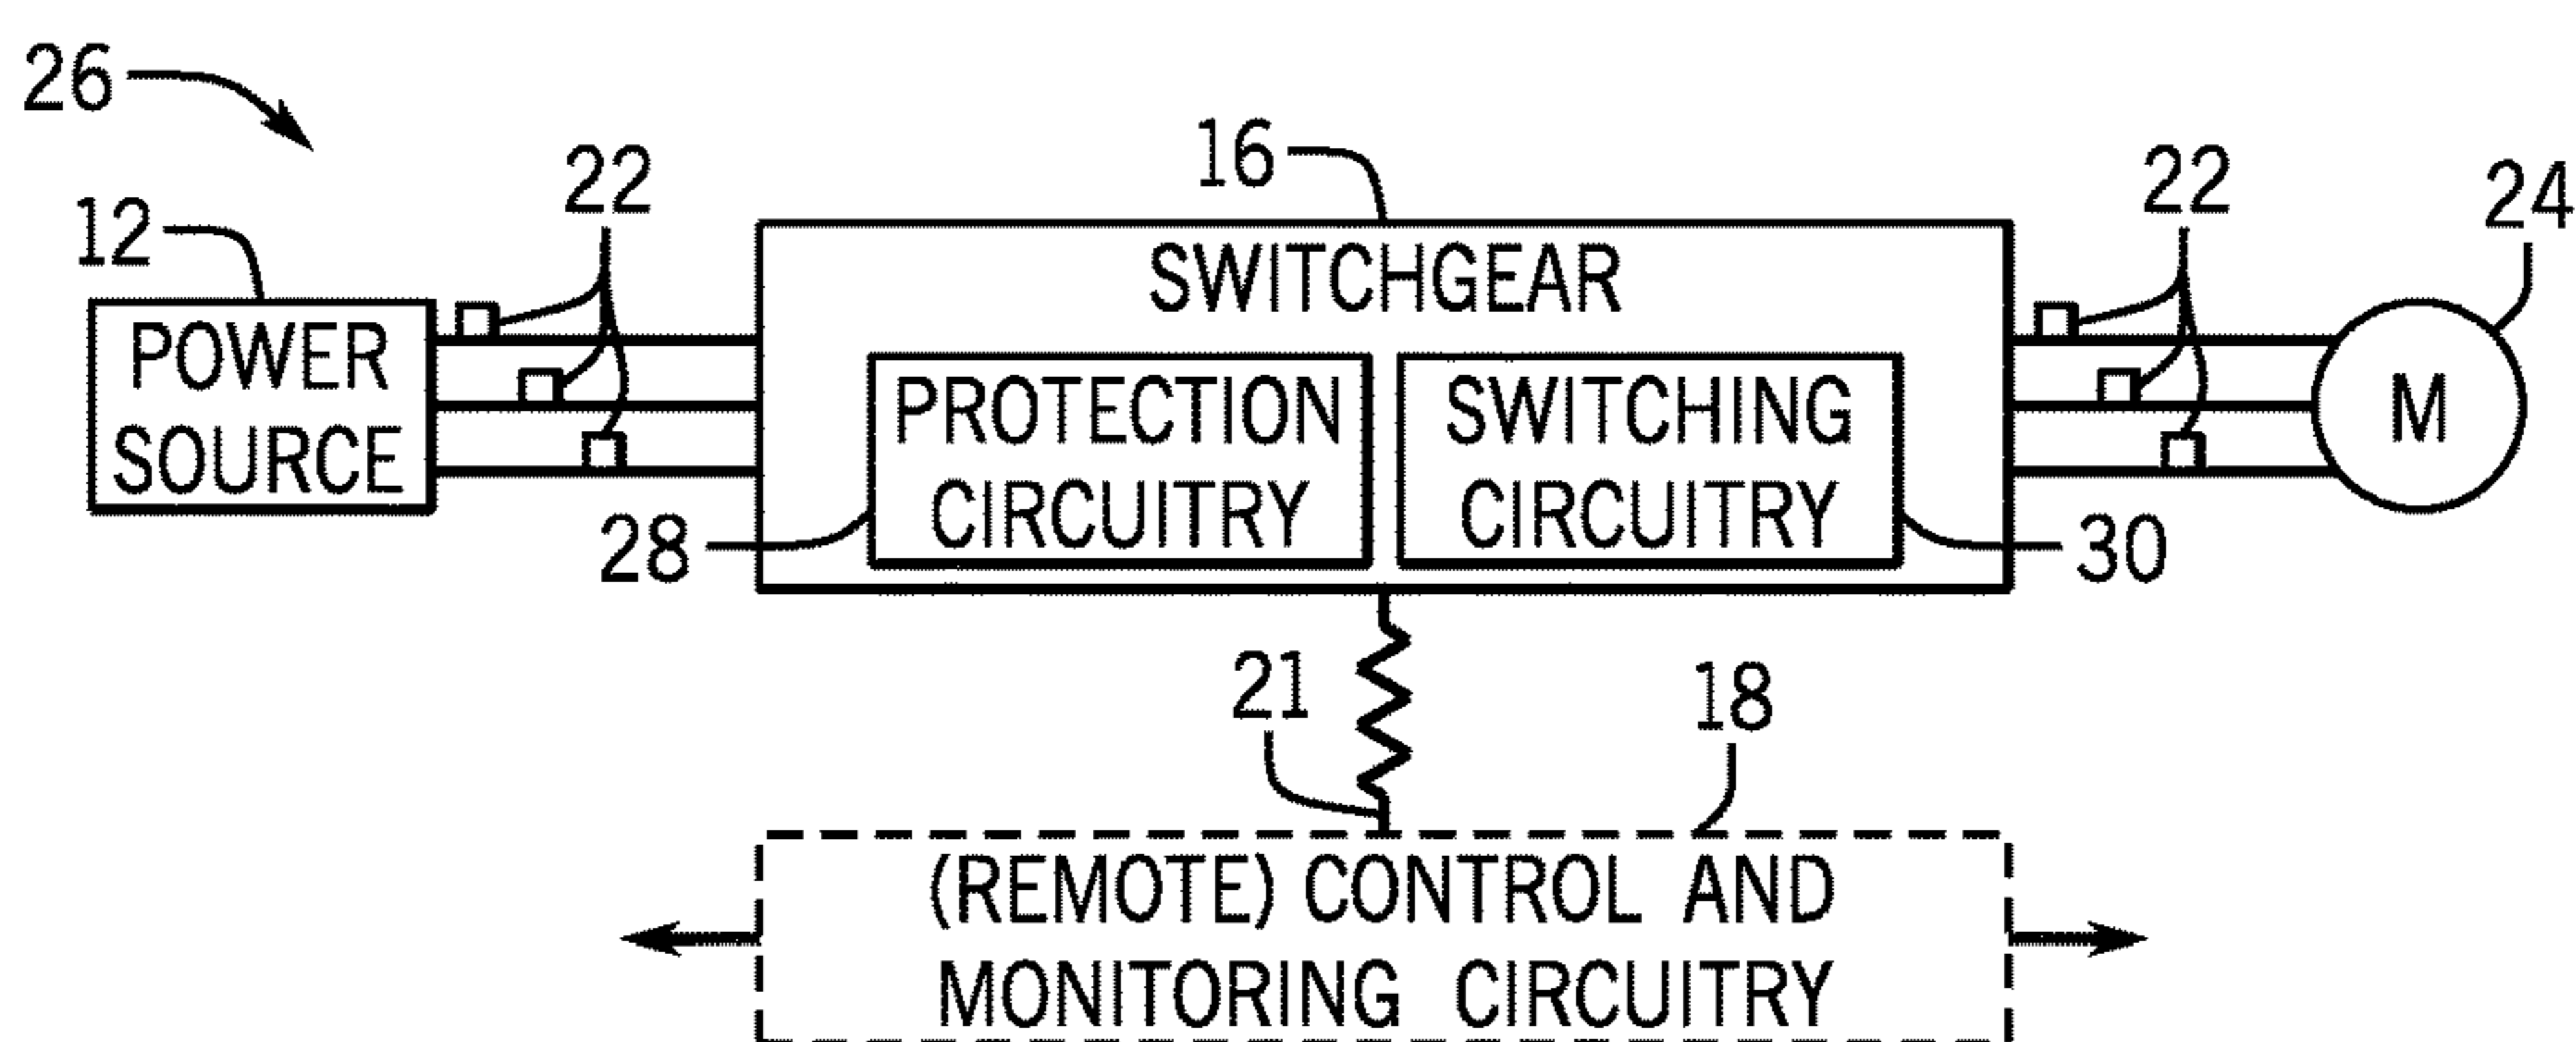 26
12
22
16
22
24
SWITCHGEAR
POWER
SOURCE
PROTECTION
CIRCUITRY
SWITCHING
CIRCUITRY
M
28
30
21
18
(REMOTE) CONTROL AND
MONITORING CIRCUITRY